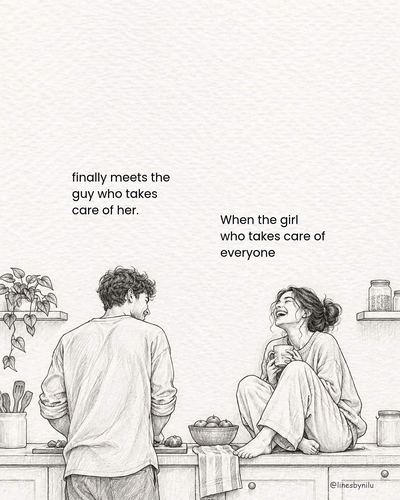 finally meets the
guy who takes
care of her.
When the girl
who takes care of
everyone
@linesbynilu